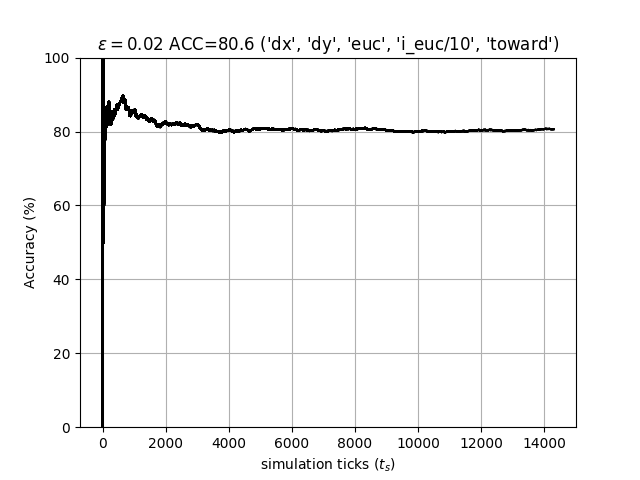 ε = 0.02 ACC=80.6 ('dx', 'dy', 'euc', 'i_euc/10', 'toward')
100
80
60
40
20
0
Accuracy (%)
0 2000 4000 6000 8000 10000 12000 14000
simulation ticks (tₛ)